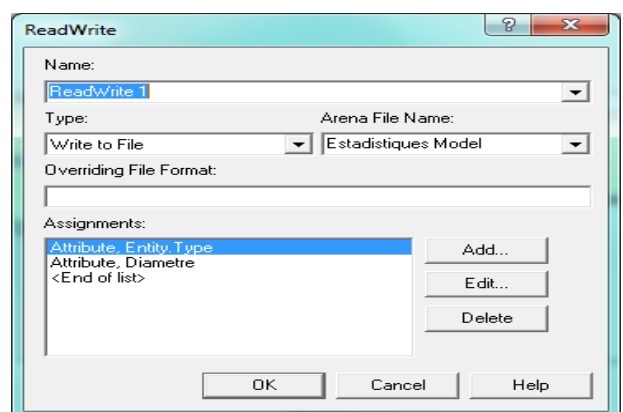 ReadWrite
Name:
ReadWrite 1
Type: Arena File Name:
Write to File Estadistiques Model
Overriding File Format:
Assignments:
Attribute, Entity.Type
Attribute, Diametre
<End of list>
Add...
Edit...
Delete
OK Cancel Help